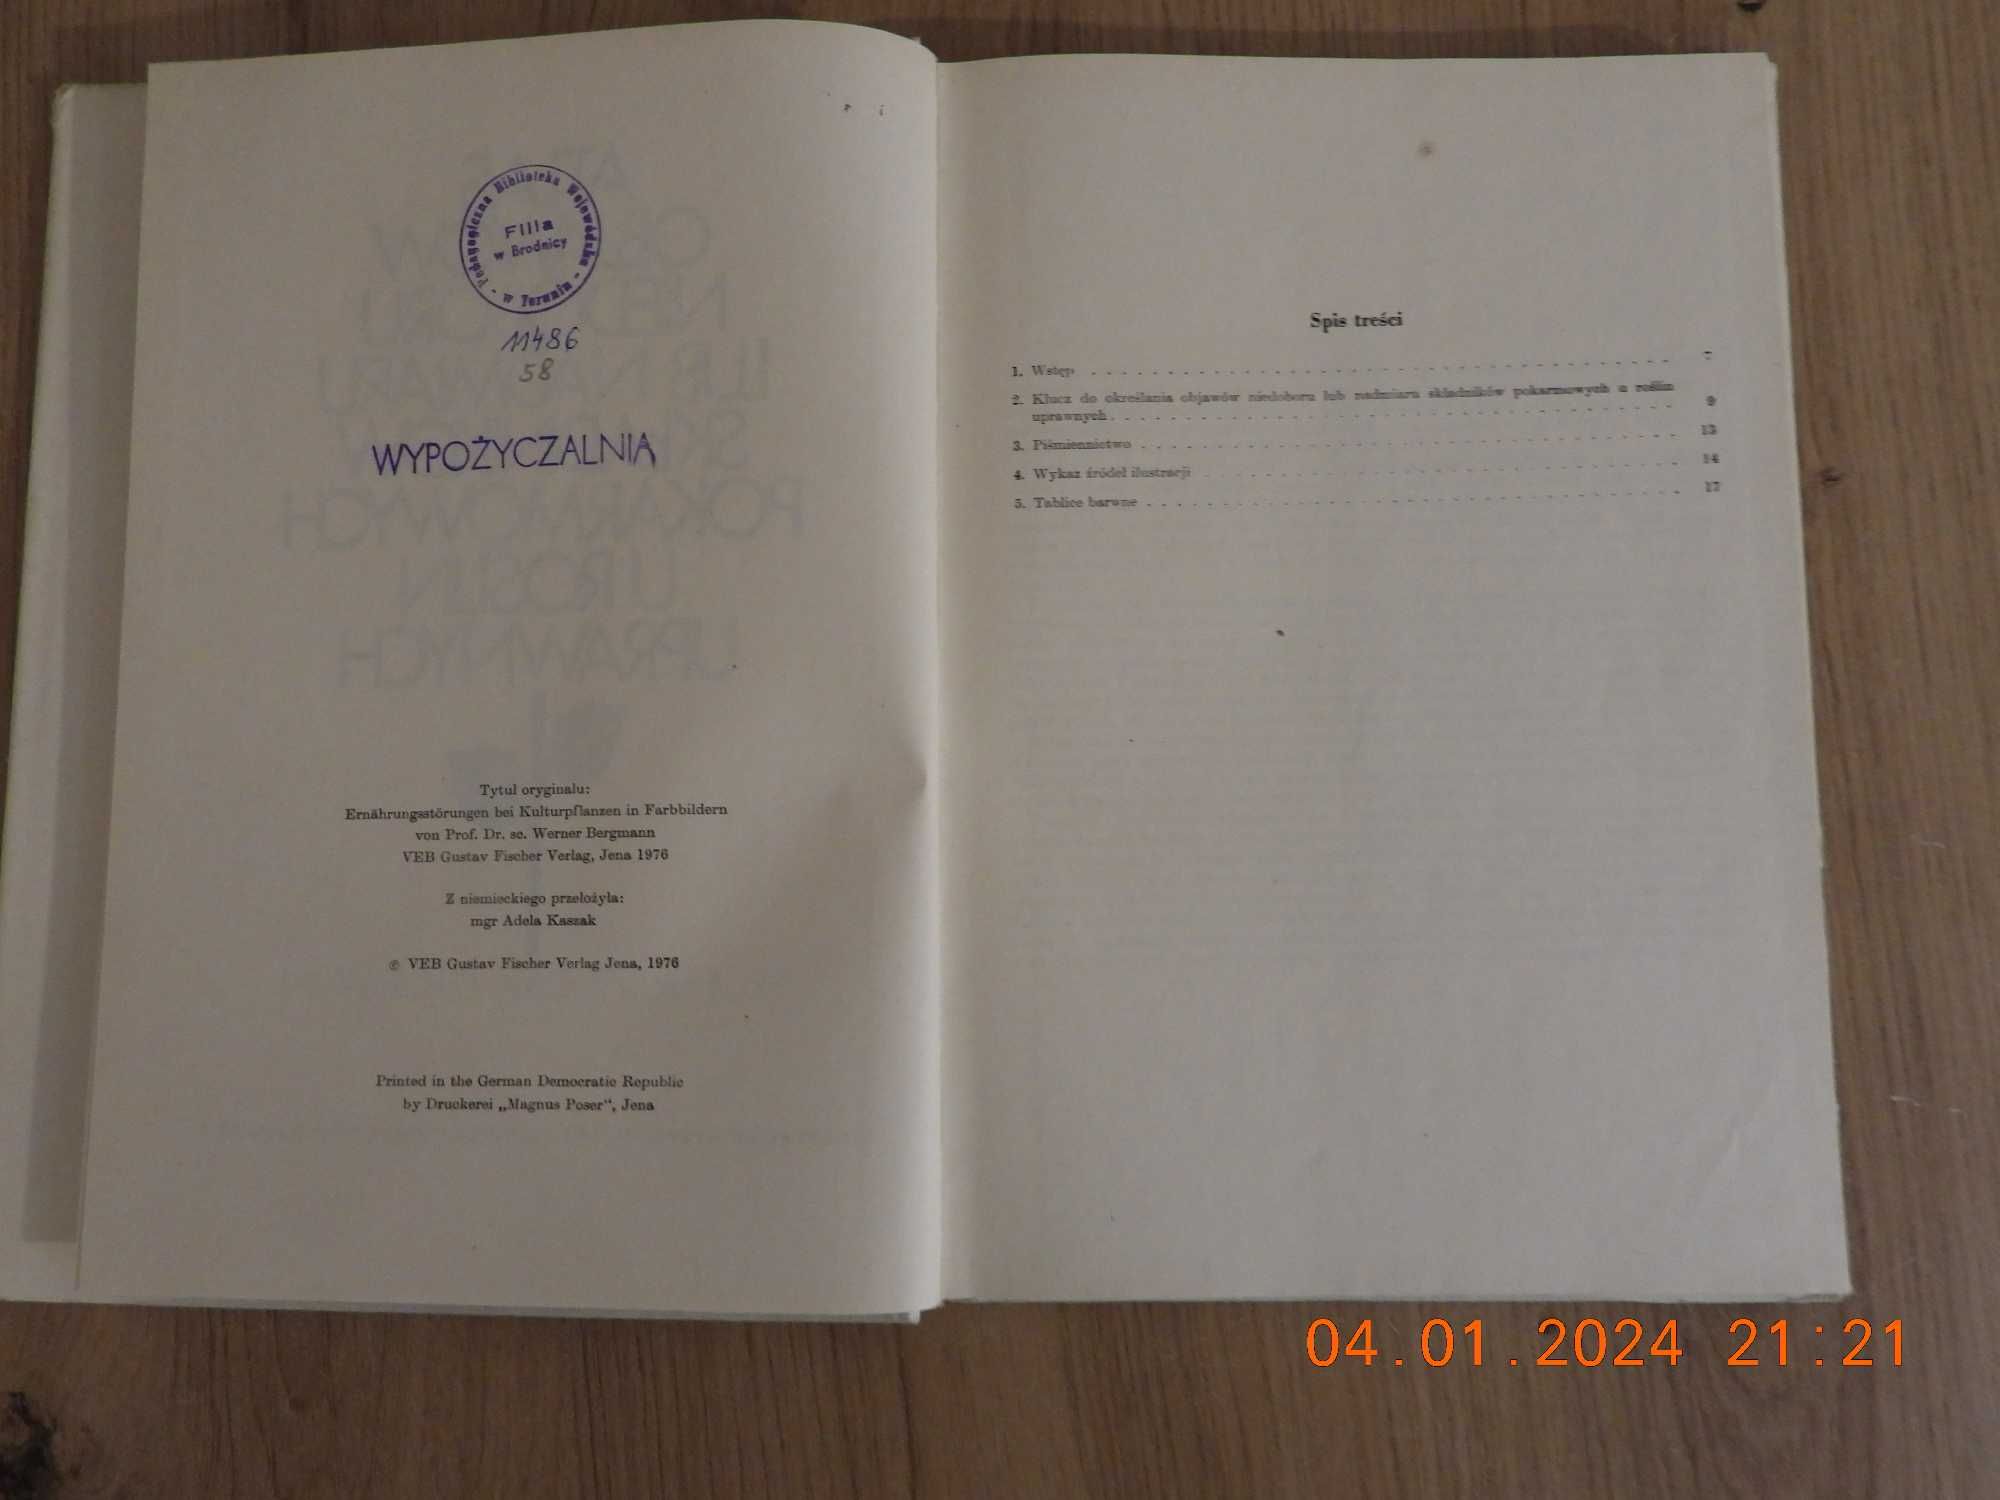 Pedagogiczna Biblioteka Wojewódzka - w Toruniu -
Filia
w Brodnicy
11486
58
WYPOŻYCZALNIA
Tytuł oryginału:
Ernährungsstörungen bei Kulturpflanzen in Farbbildern
von Prof. Dr. sc. Werner Bergmann
VEB Gustav Fischer Verlag, Jena 1976
Z niemieckiego przełożyła:
mgr Adela Kaszak
© VEB Gustav Fischer Verlag Jena, 1976
Printed in the German Democratic Republic
by Druckerei „Magnus Poser“, Jena
Spis treści
1. Wstęp . . . . . . . . . . . . . . . . . . . . . . . . . . . . . . 7
2. Klucz do określania objawów niedoboru lub nadmiaru składników pokarmowych u roślin
uprawnych . . . . . . . . . . . . . . . . . . . . . . . . . . . . . . 9
3. Piśmiennictwo . . . . . . . . . . . . . . . . . . . . . . . . . . . . . . 13
4. Wykaz źródeł ilustracji . . . . . . . . . . . . . . . . . . . . . . . . . . . 14
5. Tablice barwne . . . . . . . . . . . . . . . . . . . . . . . . . . . . . . 17
04.01.2024 21:21